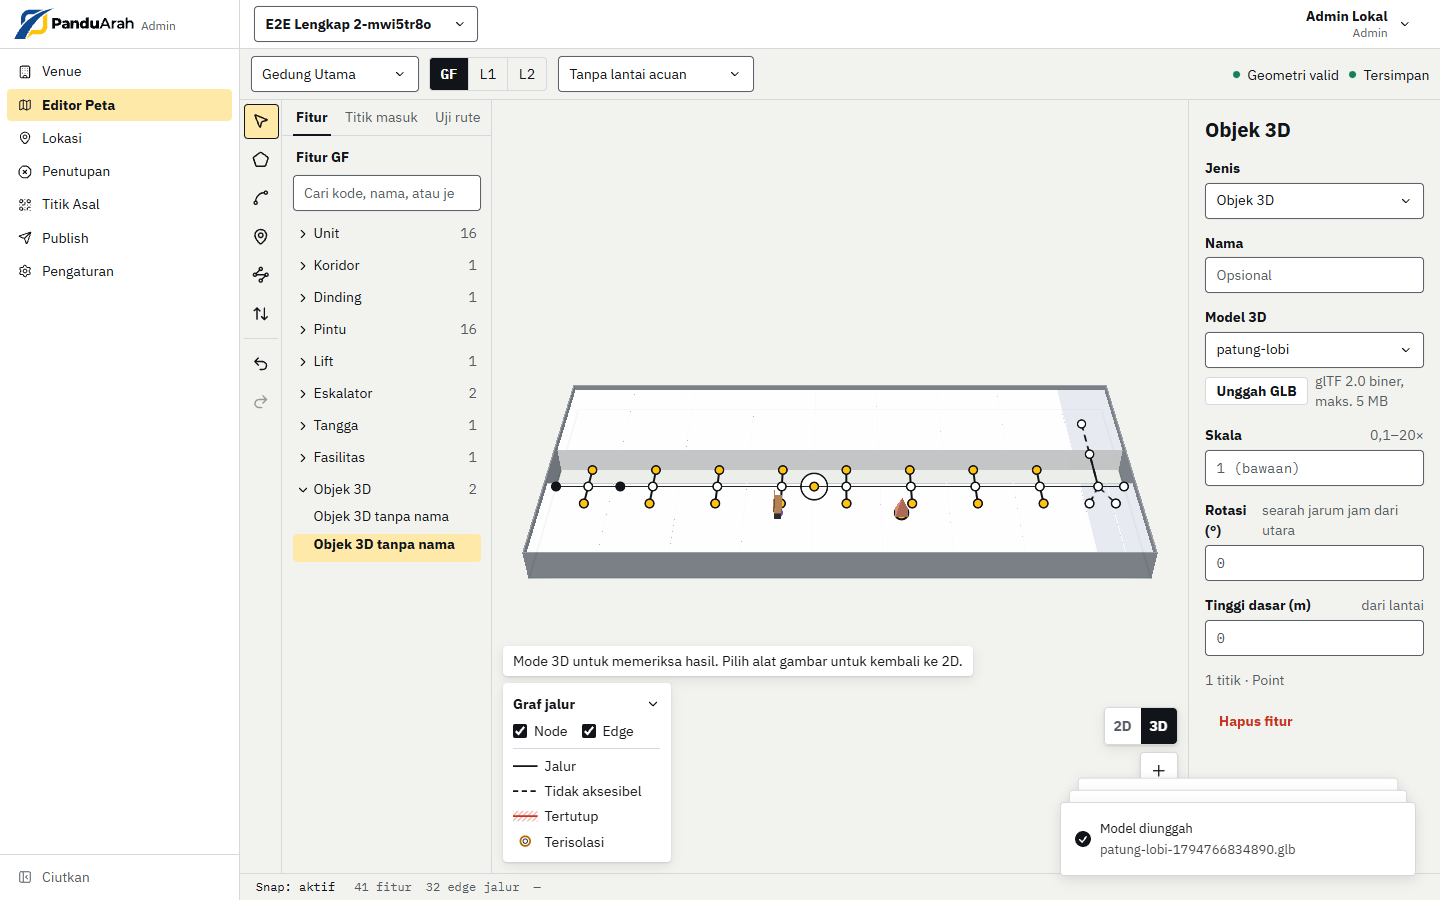 PanduArah Admin
E2E Lengkap 2-mwi5tr8o
Admin Lokal
Admin
Venue
Editor Peta
Lokasi
Penutupan
Titik Asal
Publish
Pengaturan
Ciutkan
Gedung Utama
GF L1 L2
Tanpa lantai acuan
Geometri valid Tersimpan
Fitur Titik masuk Uji rute
Fitur GF
Cari kode, nama, atau je
Unit 16
Koridor 1
Dinding 1
Pintu 16
Lift 1
Eskalator 2
Tangga 1
Fasilitas 1
Objek 3D 2
Objek 3D tanpa nama
Objek 3D tanpa nama
Mode 3D untuk memeriksa hasil. Pilih alat gambar untuk kembali ke 2D.
Graf jalur
Node Edge
Jalur
Tidak aksesibel
Tertutup
Terisolasi
2D 3D
+
Objek 3D
Jenis
Objek 3D
Nama
Opsional
Model 3D
patung-lobi
Unggah GLB
glTF 2.0 biner,
maks. 5 MB
Skala 0,1–20×
1 (bawaan)
Rotasi (°)
searah jarum jam dari
utara
0
Tinggi dasar (m) dari lantai
0
1 titik · Point
Hapus fitur
Model diunggah
patung-lobi-1794766834890.glb
Snap: aktif 41 fitur 32 edge jalur —